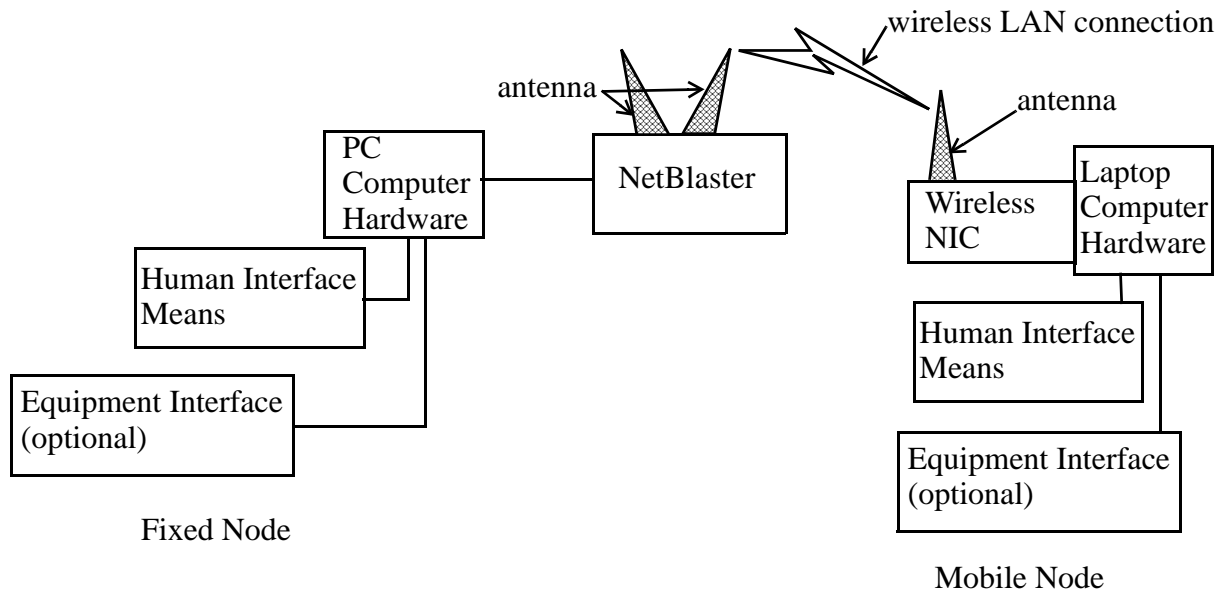 wireless LAN connection
antenna
antenna
PC
Computer
Hardware
NetBlaster
Wireless
NIC
Laptop
Computer
Hardware
Human Interface
Means
Human Interface
Means
Equipment Interface
(optional)
Equipment Interface
(optional)
Fixed Node
Mobile Node